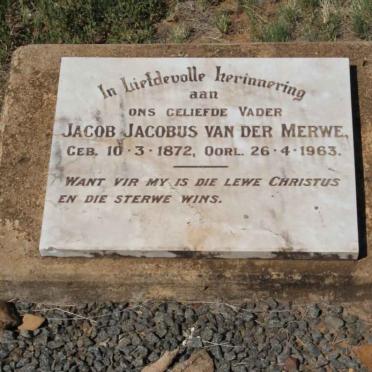 In Liefdevolle Herinnering
aan
ons geliefde Vader
Jacob Jacobus van der Merwe,
Geb. 10·3·1872, Oorl. 26·4·1963.
Want vir my is die lewe Christus
en die sterwe wins.